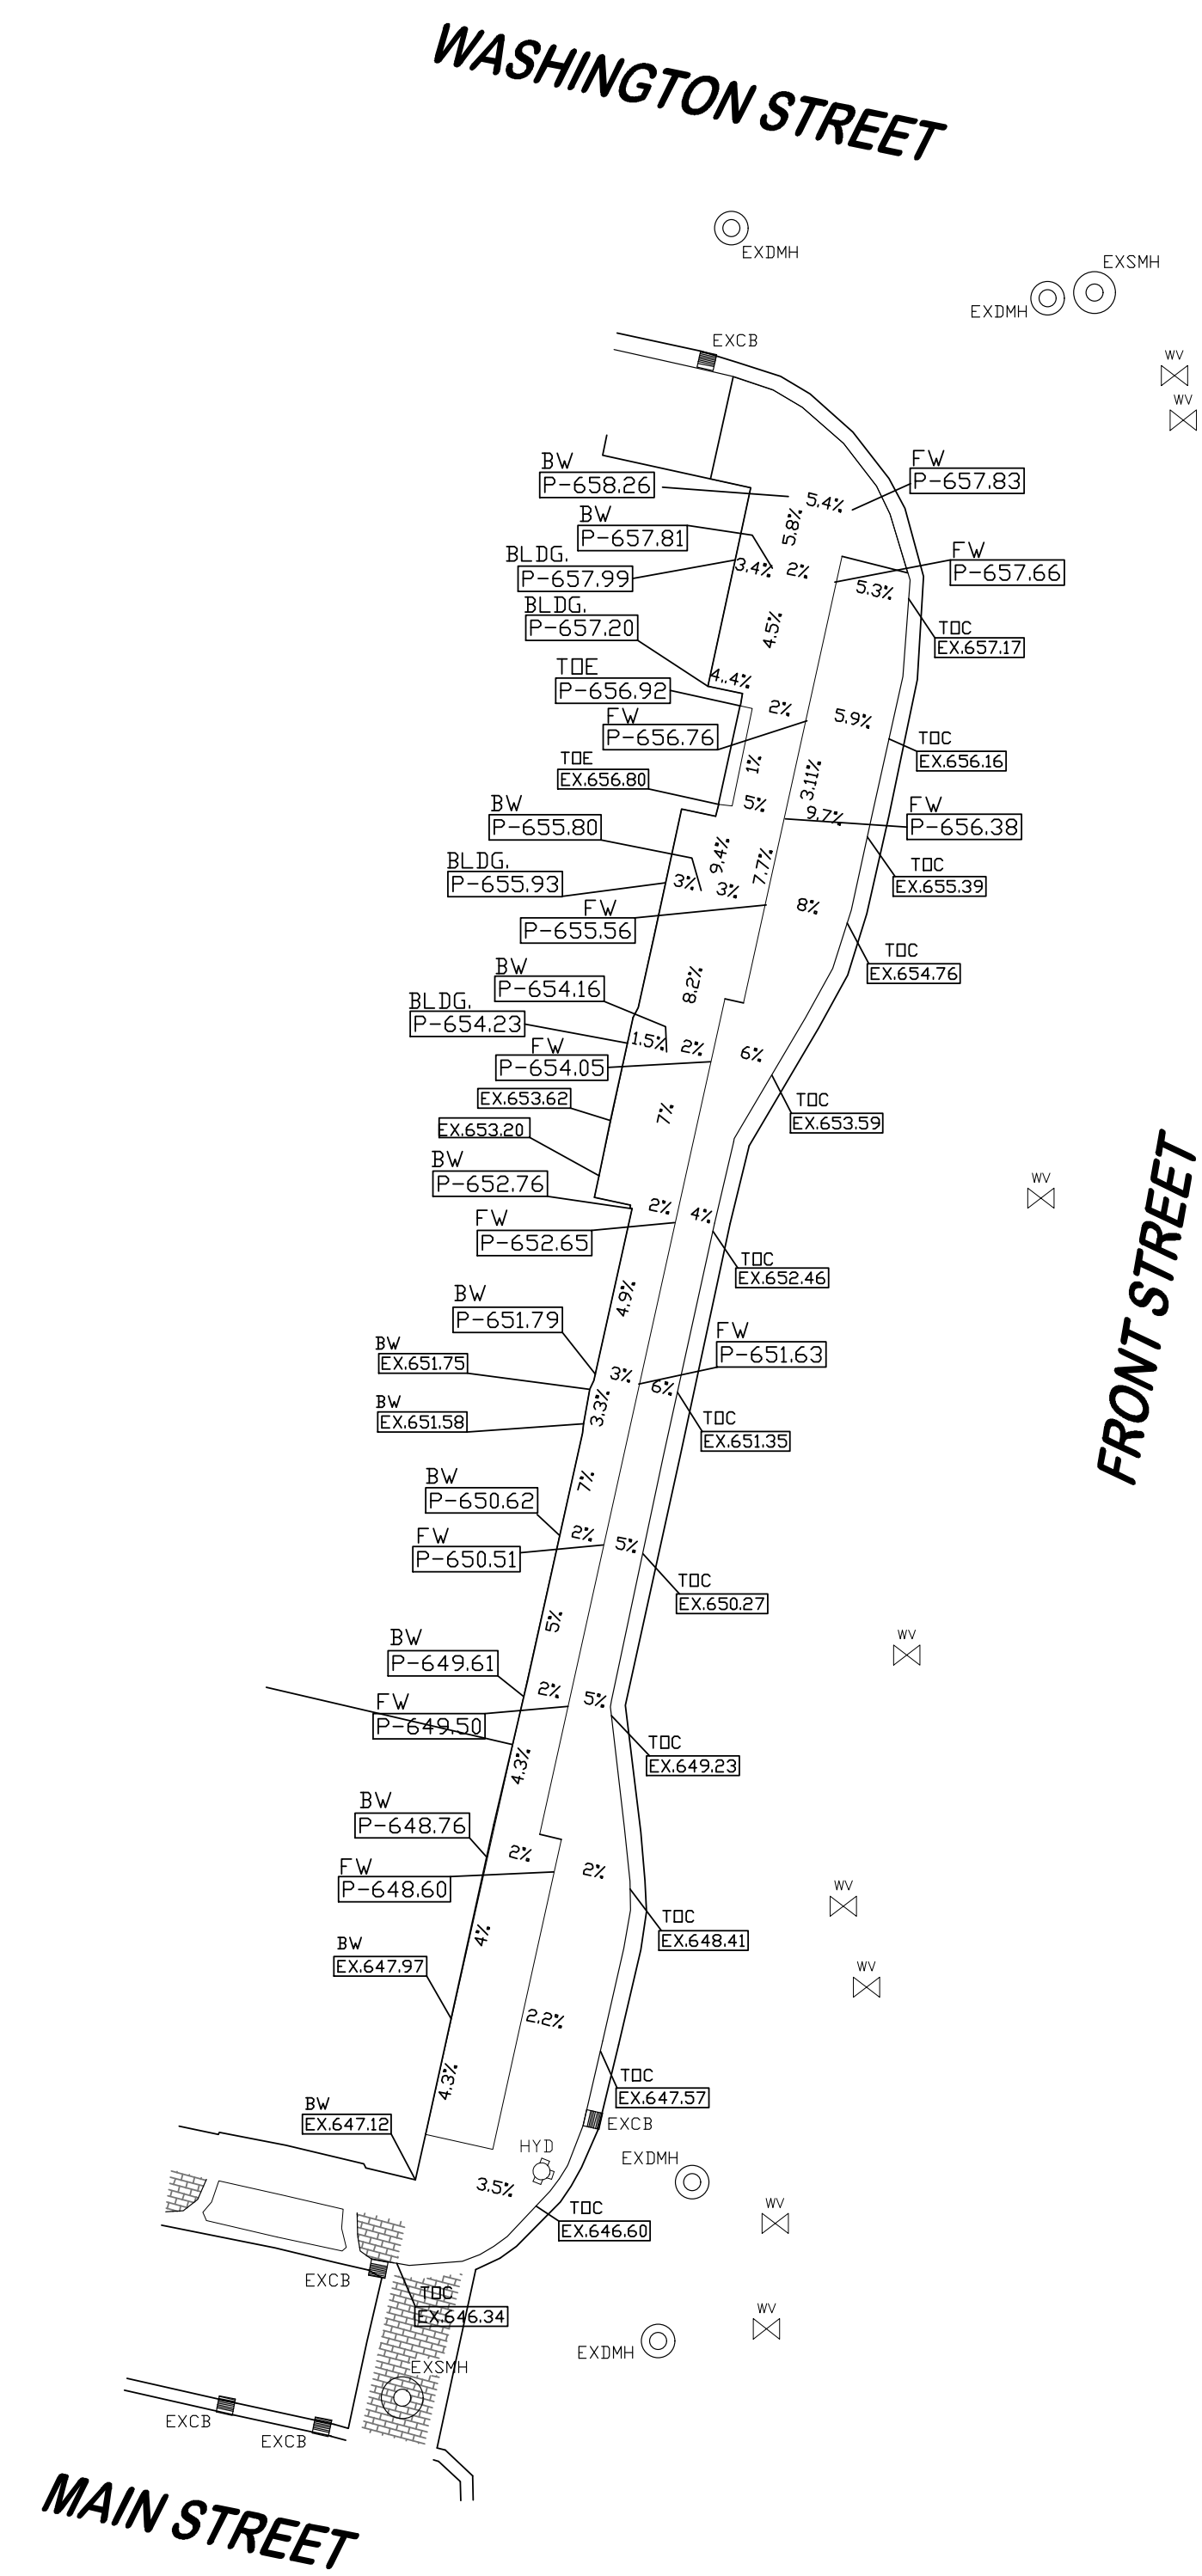 WASHINGTON STREET
EXDMH
EXSMH
EXDMH
EXCB
WV
WV
BW
P-658.26
FW
P-657.83
5.4%
5.8%
BW
P-657.81
BLDG.
P-657.99
3.4%
2%
FW
P-657.66
5.3%
BLDG.
P-657.20
4.5%
TOC
EX.657.17
TOE
P-656.92
4..4%
2%
5.9%
FW
P-656.76
TOC
EX.656.16
TOE
EX.656.80
1%
3.11%
5%
9.7%
FW
P-656.38
BW
P-655.80
9.4%
7.7%
BLDG.
P-655.93
3%
3%
TOC
EX.655.39
FW
P-655.56
8%
TOC
EX.654.76
BW
P-654.16
8.2%
BLDG.
P-654.23
1.5%
2%
6%
FW
P-654.05
EX.653.62
7%
TOC
EX.653.59
EX.653.20
BW
P-652.76
WV
2%
4%
FW
P-652.65
TOC
EX.652.46
FRONT STREET
BW
P-651.79
4.9%
FW
P-651.63
BW
EX.651.75
3%
6%
BW
EX.651.58
3.3%
TOC
EX.651.35
7%
BW
P-650.62
2%
5%
FW
P-650.51
TOC
EX.650.27
5%
BW
P-649.61
WV
2%
5%
FW
P-649.50
TOC
EX.649.23
4.3%
BW
P-648.76
2%
2%
FW
P-648.60
WV
TOC
EX.648.41
4%
BW
EX.647.97
WV
2.2%
4.3%
TOC
EX.647.57
BW
EX.647.12
EXCB
HYD
EXDMH
3.5%
TOC
EX.646.60
WV
EXCB
TOC
EX.646.34
WV
EXDMH
EXSMH
EXCB
EXCB
MAIN STREET